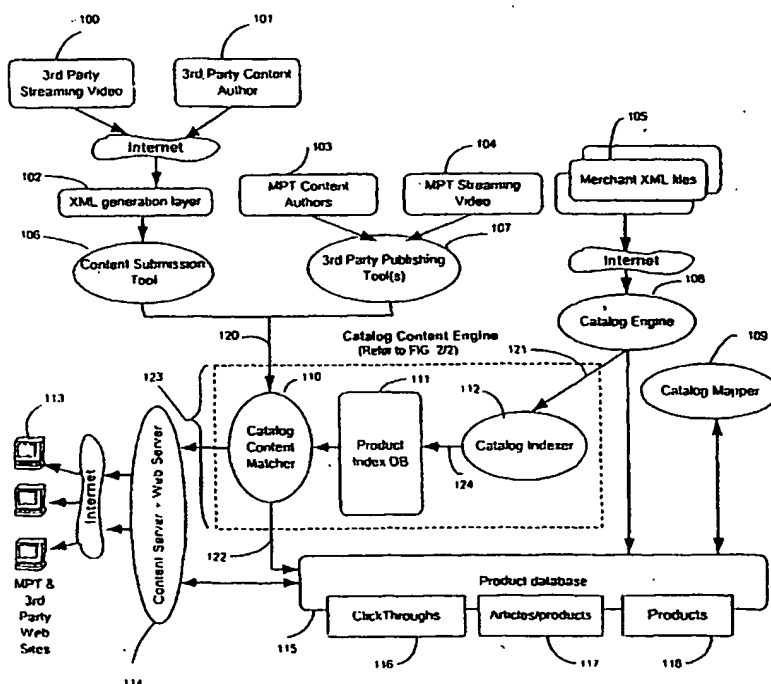 100
101
3rd Party
Streaming Video
3rd Party Content
Author
Internet
102
XML generation layer
103
104
105
MPT Content
Authors
MPT Streaming
Video
Merchant XML files
106
Content Submission
Tool
107
3rd Party Publishing
Tool(s)
Internet
108
Catalog Engine
120
Catalog Content Engine
(Refer to FIG. 2/2)
121
109
Catalog Mapper
123
110
111
112
113
Catalog
Content
Matcher
Product
Index DB
Catalog Indexer
124
Internet
Content Server + Web Server
122
MPT &
3rd
Party
Web
Sites
Product database
ClickThroughs
Articles/products
Products
114
115
116
117
118